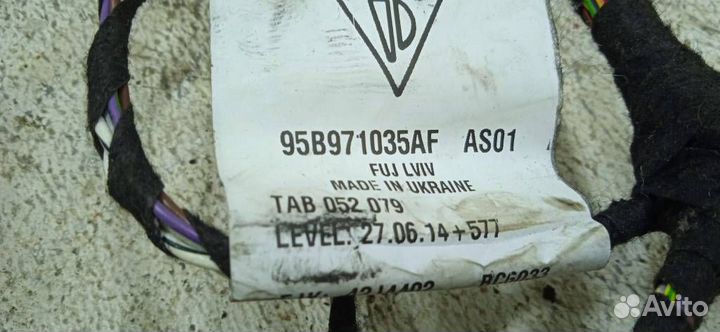 95B971035AF AS01
FUJ LVIV
MADE IN UKRAINE
TAB 052 079
LEVEL: 27.06.14+577
Avito